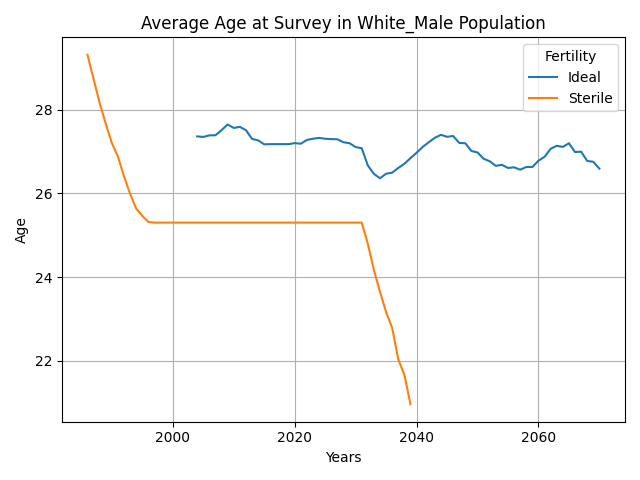 Average Age at Survey in White_Male Population
Fertility
Ideal
Sterile
Age
28
26
24
22
2000
2020
2040
2060
Years